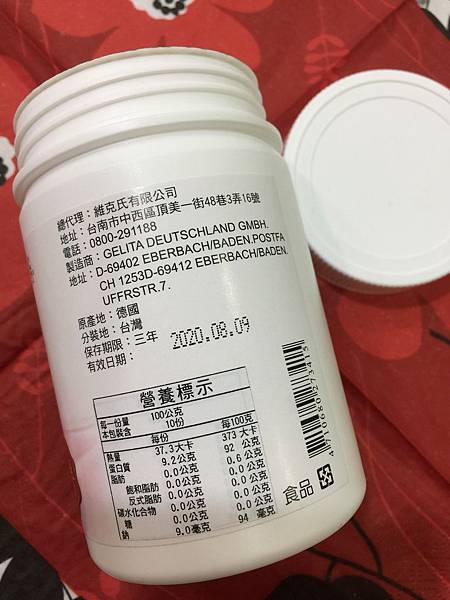 總代理：維克氏有限公司
地址：台南市中西區頂美一街48巷3弄16號
電話：0800-291188
製造商：GELITA DEUTSCHLAND GMBH.
地址：D-69402 EBERBACH/BADEN.POSTFA
CH 1253D-69412 EBERBACH/BADEN.
UFFRSTR.7.
原產地：德國
分裝地：台灣
保存期限：三年
有效日期：
2020.08.09
營養標示
每一份量 100公克
本包裝含 10份
每份 每100克
熱量 37.3大卡 373 大卡
蛋白質 9.2公克 92 公克
脂肪 0.0公克 0.6 公克
飽和脂肪 0.0公克 0.0公克
反式脂肪 0.0公克 0.0公克
碳水化合物 0.0公克 0.0公克
糖 0.0公克 0.0公克
鈉 9.0毫克 94 毫克
食品